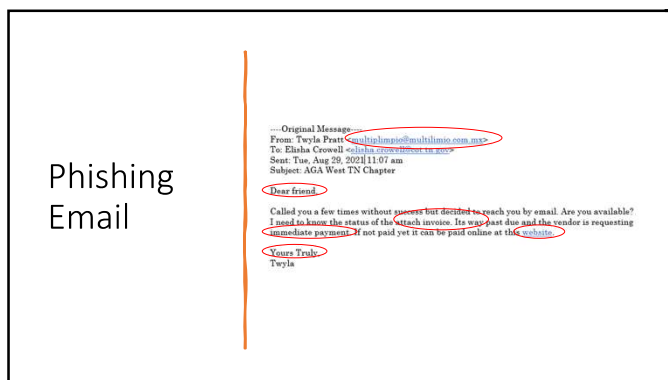 Phishing
Email
----Original Message----
From: Twyla Pratt <multiplimpio@multilimio.com.mx>
To: Elisha Crowell <elisha.crowell@cot.tn.gov>
Sent: Tue, Aug 29, 2021 11:07 am
Subject: AGA West TN Chapter
Dear friend,
Called you a few times without success but decided to reach you by email. Are you available?
I need to know the status of the attach invoice. Its way past due and the vendor is requesting
immediate payment. If not paid yet it can be paid online at this website.
Yours Truly,
Twyla